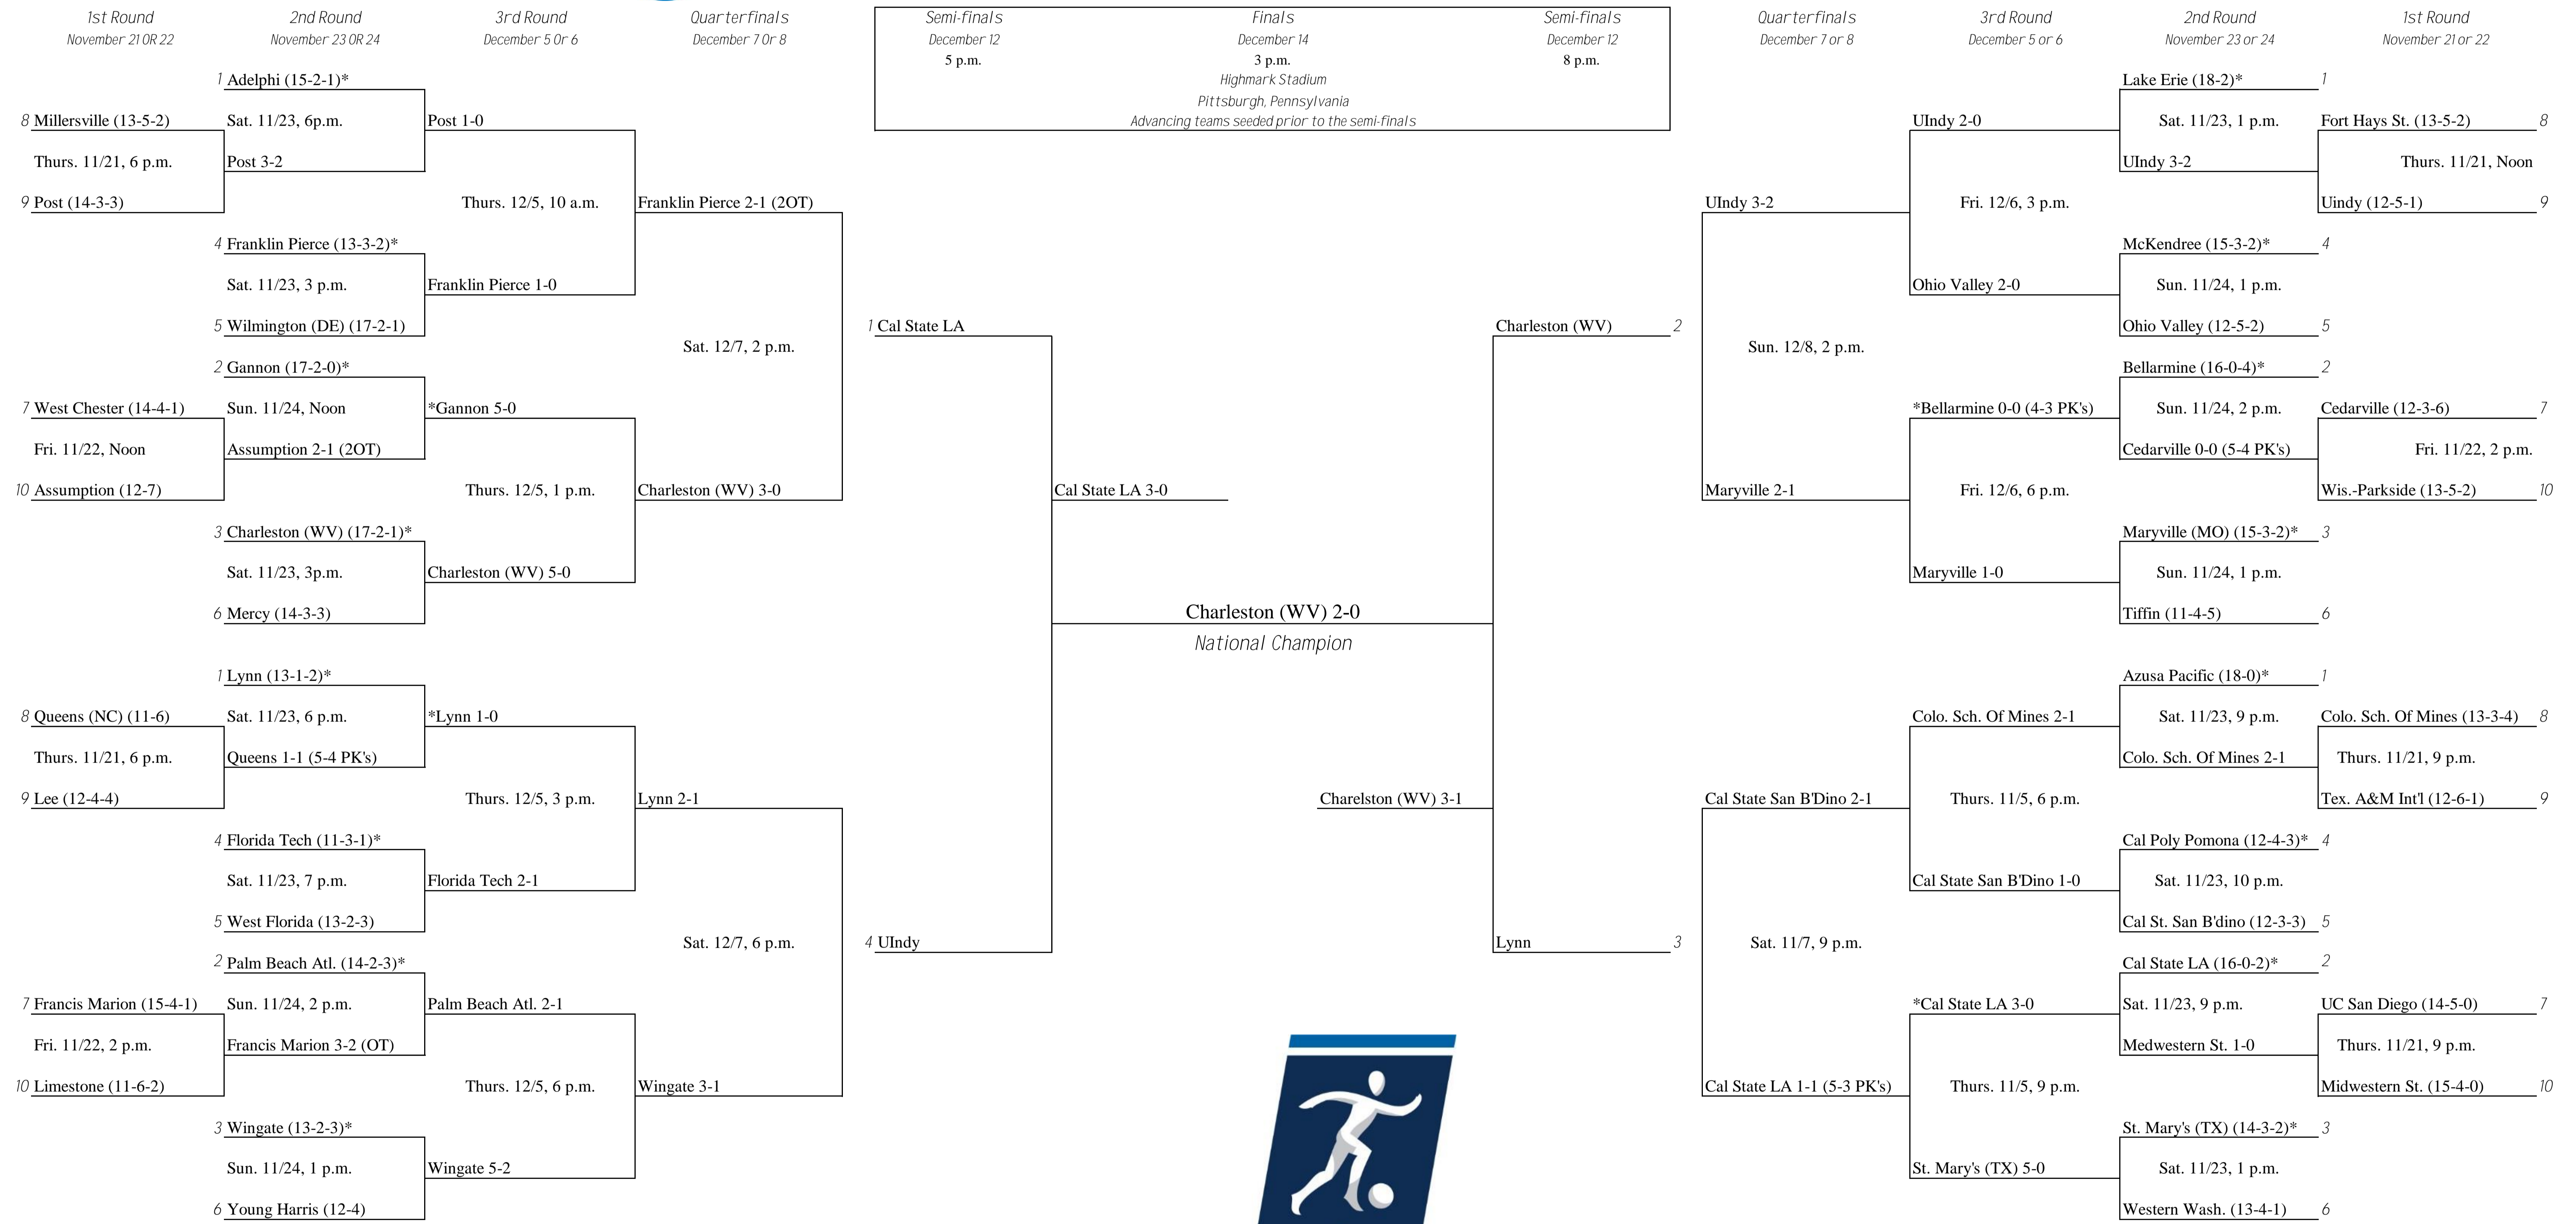 1st Round
November 21 OR 22
2nd Round
November 23 OR 24
3rd Round
December 5 Or 6
Quarterfinals
December 7 Or 8
Semi-finals
December 12
5 p.m.
Finals
December 14
3 p.m.
Highmark Stadium
Pittsburgh, Pennsylvania
Advancing teams seeded prior to the semi-finals
Semi-finals
December 12
8 p.m.
Quarterfinals
December 7 or 8
3rd Round
December 5 or 6
2nd Round
November 23 or 24
1st Round
November 21 or 22
8 Millersville (13-5-2)
Thurs. 11/21, 6 p.m.
9 Post (14-3-3)
7 West Chester (14-4-1)
Fri. 11/22, Noon
10 Assumption (12-7)
8 Queens (NC) (11-6)
Thurs. 11/21, 6 p.m.
9 Lee (12-4-4)
7 Francis Marion (15-4-1)
Fri. 11/22, 2 p.m.
10 Limestone (11-6-2)
1 Adelphi (15-2-1)*
Sat. 11/23, 6p.m.
Post 3-2
4 Franklin Pierce (13-3-2)*
Sat. 11/23, 3 p.m.
5 Wilmington (DE) (17-2-1)
2 Gannon (17-2-0)*
Sun. 11/24, Noon
Assumption 2-1 (2OT)
3 Charleston (WV) (17-2-1)*
Sat. 11/23, 3p.m.
6 Mercy (14-3-3)
1 Lynn (13-1-2)*
Sat. 11/23, 6 p.m.
Queens 1-1 (5-4 PK's)
4 Florida Tech (11-3-1)*
Sat. 11/23, 7 p.m.
5 West Florida (13-2-3)
2 Palm Beach Atl. (14-2-3)*
Sun. 11/24, 2 p.m.
Francis Marion 3-2 (OT)
3 Wingate (13-2-3)*
Sun. 11/24, 1 p.m.
6 Young Harris (12-4)
Post 1-0
Thurs. 12/5, 10 a.m.
Franklin Pierce 1-0
*Gannon 5-0
Thurs. 12/5, 1 p.m.
Charleston (WV) 5-0
*Lynn 1-0
Thurs. 12/5, 3 p.m.
Florida Tech 2-1
Palm Beach Atl. 2-1
Thurs. 12/5, 6 p.m.
Wingate 5-2
Franklin Pierce 2-1 (2OT)
Sat. 12/7, 2 p.m.
Charleston (WV) 3-0
Lynn 2-1
Sat. 12/7, 6 p.m.
Wingate 3-1
1 Cal State LA
4 UIndy
Cal State LA 3-0
Charleston (WV) 2-0
National Champion
Charelston (WV) 3-1
Charleston (WV) 2
Lynn 3
UIndy 3-2
Sun. 12/8, 2 p.m.
Maryville 2-1
Cal State San B'Dino 2-1
Sat. 11/7, 9 p.m.
Cal State LA 1-1 (5-3 PK's)
UIndy 2-0
Fri. 12/6, 3 p.m.
Ohio Valley 2-0
*Bellarmine 0-0 (4-3 PK's)
Fri. 12/6, 6 p.m.
Maryville 1-0
Colo. Sch. Of Mines 2-1
Thurs. 11/5, 6 p.m.
Cal State San B'Dino 1-0
*Cal State LA 3-0
Thurs. 11/5, 9 p.m.
St. Mary's (TX) 5-0
Lake Erie (18-2)* 1
Sat. 11/23, 1 p.m.
UIndy 3-2
McKendree (15-3-2)* 4
Sun. 11/24, 1 p.m.
Ohio Valley (12-5-2) 5
Bellarmine (16-0-4)* 2
Sun. 11/24, 2 p.m.
Cedarville 0-0 (5-4 PK's)
Maryville (MO) (15-3-2)* 3
Sun. 11/24, 1 p.m.
Tiffin (11-4-5) 6
Azusa Pacific (18-0)* 1
Sat. 11/23, 9 p.m.
Colo. Sch. Of Mines 2-1
Cal Poly Pomona (12-4-3)* 4
Sat. 11/23, 10 p.m.
Cal St. San B'dino (12-3-3) 5
Cal State LA (16-0-2)* 2
Sat. 11/23, 9 p.m.
Medwestern St. 1-0
St. Mary's (TX) (14-3-2)* 3
Sat. 11/23, 1 p.m.
Western Wash. (13-4-1) 6
Fort Hays St. (13-5-2) 8
Thurs. 11/21, Noon
Uindy (12-5-1) 9
Cedarville (12-3-6) 7
Fri. 11/22, 2 p.m.
Wis.-Parkside (13-5-2) 10
Colo. Sch. Of Mines (13-3-4) 8
Thurs. 11/21, 9 p.m.
Tex. A&M Int'l (12-6-1) 9
UC San Diego (14-5-0) 7
Thurs. 11/21, 9 p.m.
Midwestern St. (15-4-0) 10